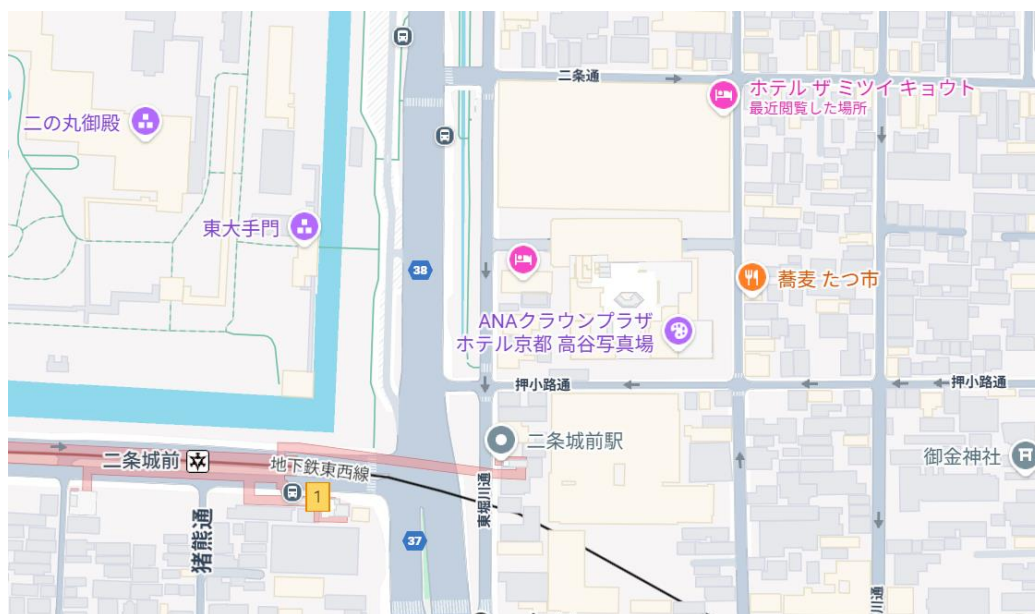 二条通
ホテル ザ ミツイ キョウト
最近閲覧した場所
二の丸御殿
東大手門
38
蕎麦 たつ市
ANAクラウンプラザ
ホテル京都 高谷写真場
押小路通
押小路通
二条城前駅
二条城前
地下鉄東西線
御金神社
1
東堀川通
猪熊通
37
川通